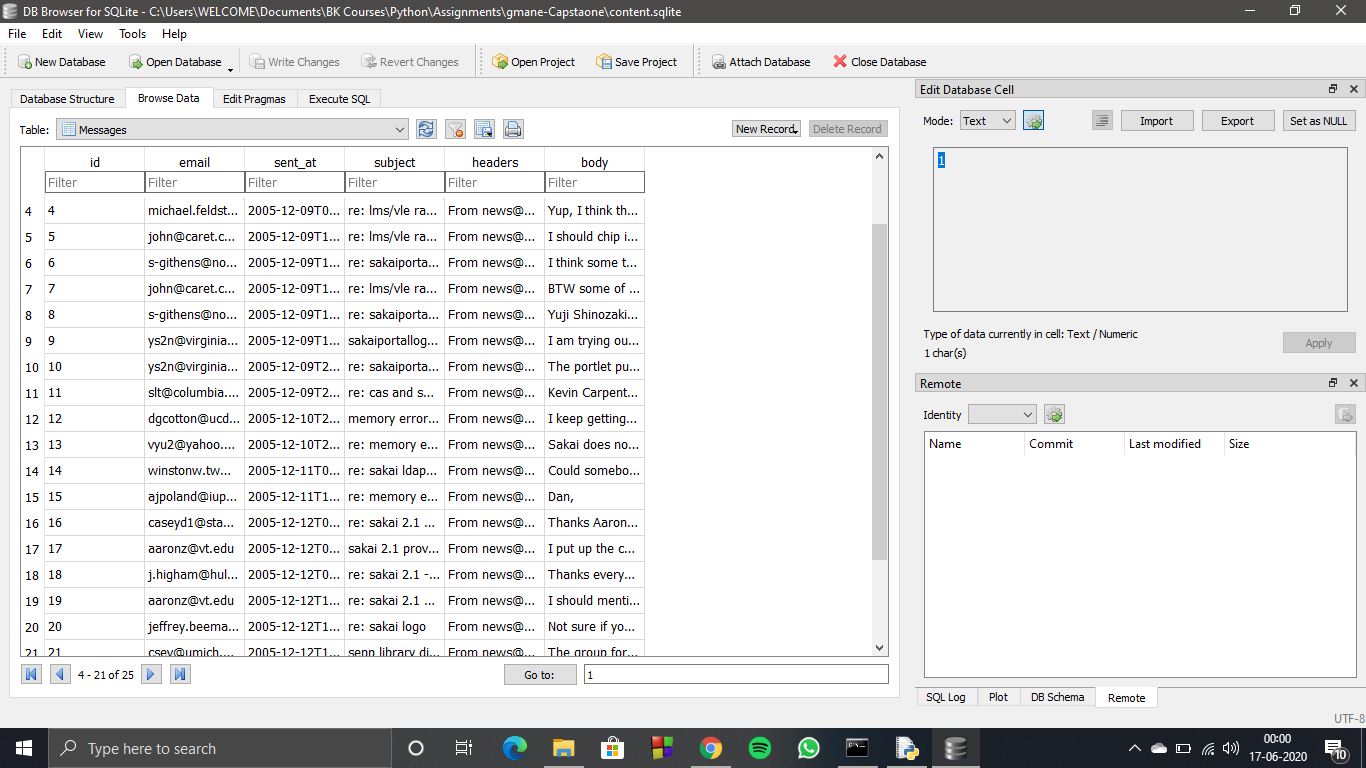 DB Browser for SQLite - C:\Users\WELCOME\Documents\BK Courses\Python\Assignments\gmane-Capstaone\content.sqlite
File Edit View Tools Help
New Database Open Database Write Changes Revert Changes Open Project Save Project Attach Database Close Database
Database Structure Browse Data Edit Pragmas Execute SQL
Table: Messages New Record Delete Record
id email sent_at subject headers body
Filter Filter Filter Filter Filter Filter
4 4 michael.feldst... 2005-12-09T0... re: lms/vle ra... From news@... Yup, I think th...
5 5 john@caret.c... 2005-12-09T1... re: lms/vle ra... From news@... I should chip i...
6 6 s-githens@no... 2005-12-09T1... re: sakaiporta... From news@... I think some t...
7 7 john@caret.c... 2005-12-09T1... re: lms/vle ra... From news@... BTW some of ...
8 8 s-githens@no... 2005-12-09T1... re: sakaiporta... From news@... Yuji Shinozaki...
9 9 ys2n@virginia... 2005-12-09T1... sakaiportallog... From news@... I am trying ou...
10 10 ys2n@virginia... 2005-12-09T2... re: sakaiporta... From news@... The portlet pu...
11 11 slt@columbia.... 2005-12-09T2... re: cas and s... From news@... Kevin Carpent...
12 12 dgcotton@ucd... 2005-12-10T2... memory error... From news@... I keep getting...
13 13 vyu2@yahoo.... 2005-12-10T2... re: memory e... From news@... Sakai does no...
14 14 winstonw.tw... 2005-12-11T0... re: sakai ldap... From news@... Could somebo...
15 15 ajpoland@iup... 2005-12-11T1... re: memory e... From news@... Dan,
16 16 caseyd1@sta... 2005-12-12T0... re: sakai 2.1 ... From news@... Thanks Aaron...
17 17 aaronz@vt.edu 2005-12-12T0... sakai 2.1 prov... From news@... I put up the c...
18 18 j.higham@hul... 2005-12-12T0... re: sakai 2.1 -... From news@... Thanks every...
19 19 aaronz@vt.edu 2005-12-12T1... re: sakai 2.1 ... From news@... I should menti...
20 20 jeffrey.beema... 2005-12-12T1... re: sakai logo From news@... Not sure if yo...
21 21 csev@umich.... 2005-12-12T1... sepp library di... From news@... The group for...
4 - 21 of 25 Go to: 1
Edit Database Cell
Mode: Text Import Export Set as NULL
1
Type of data currently in cell: Text / Numeric
1 char(s) Apply
Remote
Identity
Name Commit Last modified Size
SQL Log Plot DB Schema Remote
UTF-8
Type here to search
00:00
17-06-2020
10